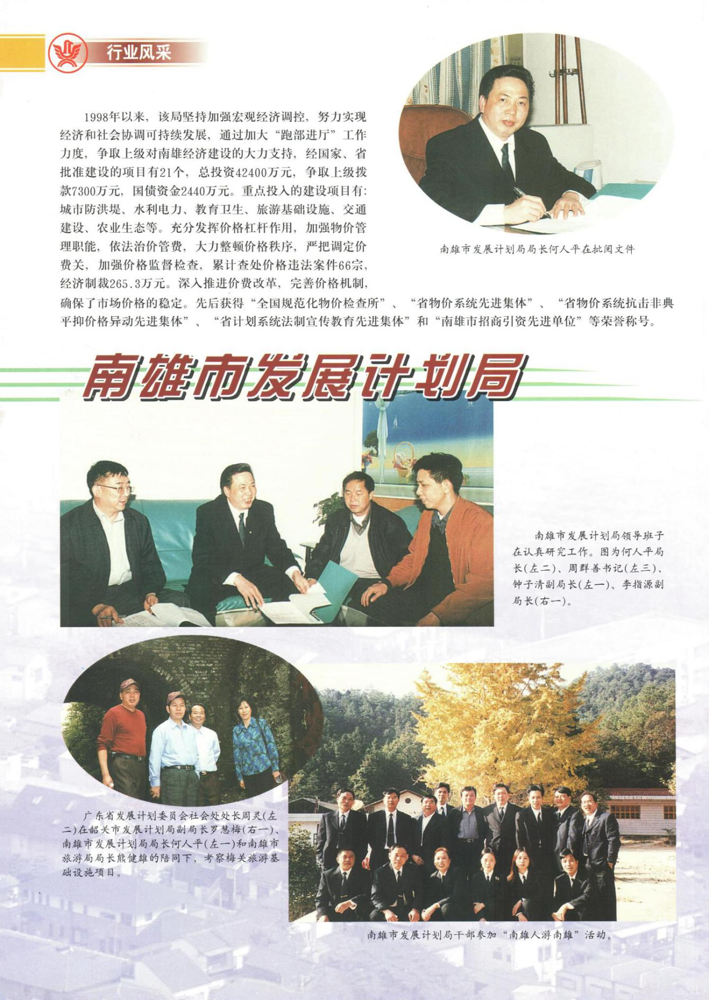 行业风采
1998年以来，该局坚持加强宏观经济调控，努力实现
经济和社会协调可持续发展，通过加大“跑部进厅”工作
力度，争取上级对南雄经济建设的大力支持，经国家、省
批准建设的项目有21个，总投资42400万元，争取上级拨
款7300万元，国债资金2440万元。重点投入的建设项目有：
城市防洪堤、水利电力、教育卫生、旅游基础设施、交通
建设、农业生态等。充分发挥价格杠杆作用，加强物价管
理职能，依法治价管费，大力整顿价格秩序，严把调定价
费关，加强价格监督检查，累计查处价格违法案件66宗，
经济制裁265.3万元。深入推进价费改革，完善价格机制，
确保了市场价格的稳定。先后获得“全国规范化物价检查所”、“省物价系统先进集体”、“省物价系统抗击非典
平抑价格异动先进集体”、“省计划系统法制宣传教育先进集体”和“南雄市招商引资先进单位”等荣誉称号。
南雄市发展计划局局长何人平在批阅文件
南雄市发展计划局
南雄市发展计划局领导班子
在认真研究工作。图为何人平局
长(左二)、周群善书记(左三)、
钟子清副局长(左一)、李指源副
局长(右一)。
广东省发展计划委员会社会处处长周灵(左
二)在韶关市发展计划局副局长罗慧梅(右一)、
南雄市发展计划局局长何人平(左一)和南雄市
旅游局局长熊健雄的陪同下，考察梅关旅游基
础设施项目。
南雄市发展计划局干部参加“南雄人游南雄”活动。